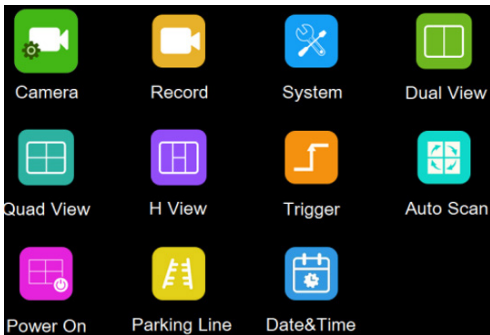 Camera Record System Dual View
Quad View H View Trigger Auto Scan
Power On Parking Line Date&Time